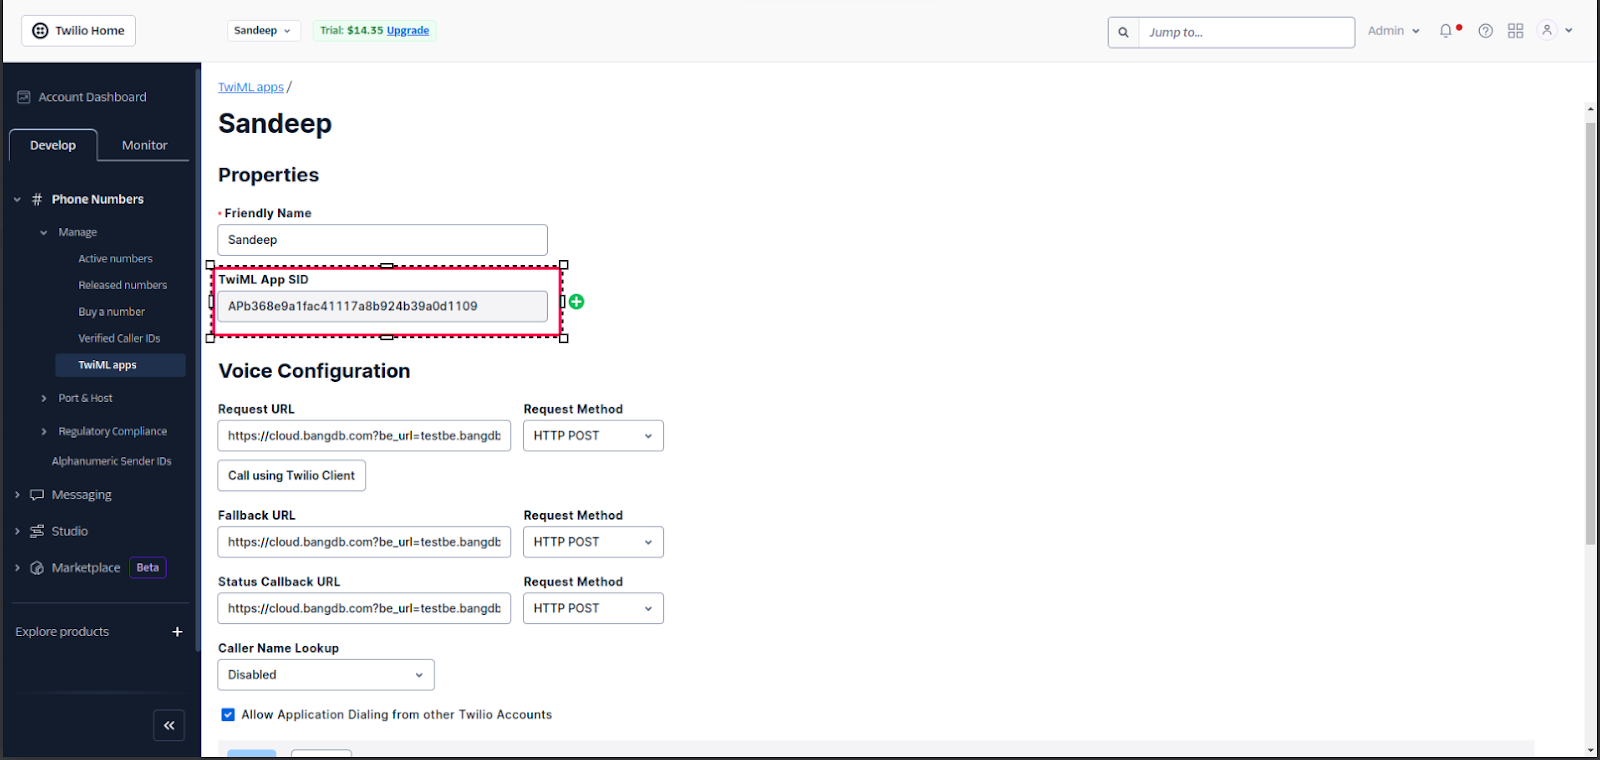 Twilio Home
Sandeep
Trial: $14.35 Upgrade
Jump to...
Admin
Account Dashboard
Develop
Monitor
# Phone Numbers
Manage
Active numbers
Released numbers
Buy a number
Verified Caller IDs
TwiML apps
Port & Host
Regulatory Compliance
Alphanumeric Sender IDs
Messaging
Studio
Marketplace Beta
Explore products +
TwiML apps /
Sandeep
Properties
* Friendly Name
Sandeep
TwiML App SID
APb368e9a1fac41117a8b924b39a0d1109
Voice Configuration
Request URL Request Method
https://cloud.bangdb.com?be_url=testbe.bangdb HTTP POST
Call using Twilio Client
Fallback URL Request Method
https://cloud.bangdb.com?be_url=testbe.bangdb HTTP POST
Status Callback URL Request Method
https://cloud.bangdb.com?be_url=testbe.bangdb HTTP POST
Caller Name Lookup
Disabled
Allow Application Dialing from other Twilio Accounts